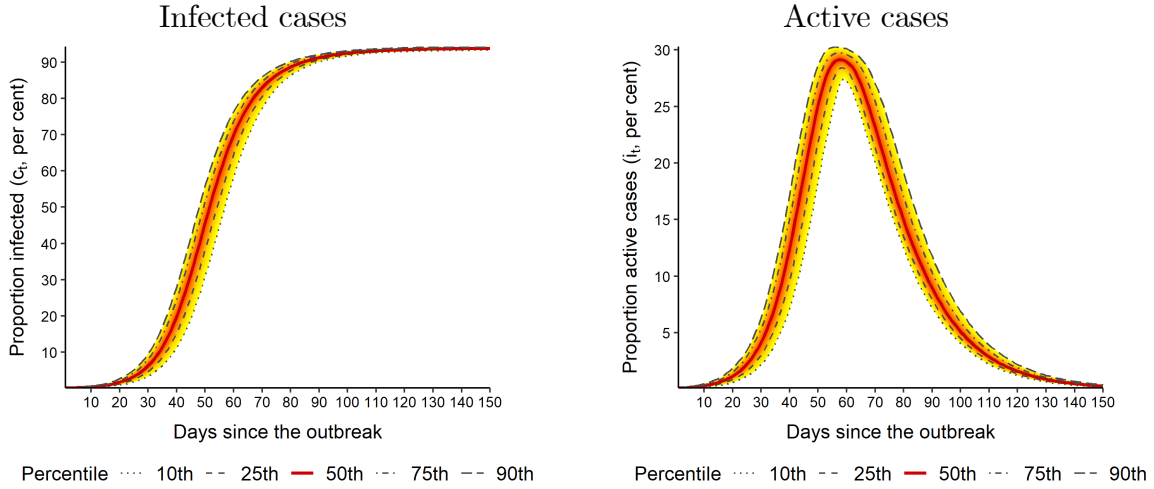 Infected cases
Proportion infected (cₜ, per cent)
90
80
70
60
50
40
30
20
10
10 20 30 40 50 60 70 80 90 100 110 120 130 140 150
Days since the outbreak
Percentile 10th 25th 50th 75th 90th
Active cases
Proportion active cases (iₜ, per cent)
30
25
20
15
10
5
10 20 30 40 50 60 70 80 90 100 110 120 130 140 150
Days since the outbreak
Percentile 10th 25th 50th 75th 90th